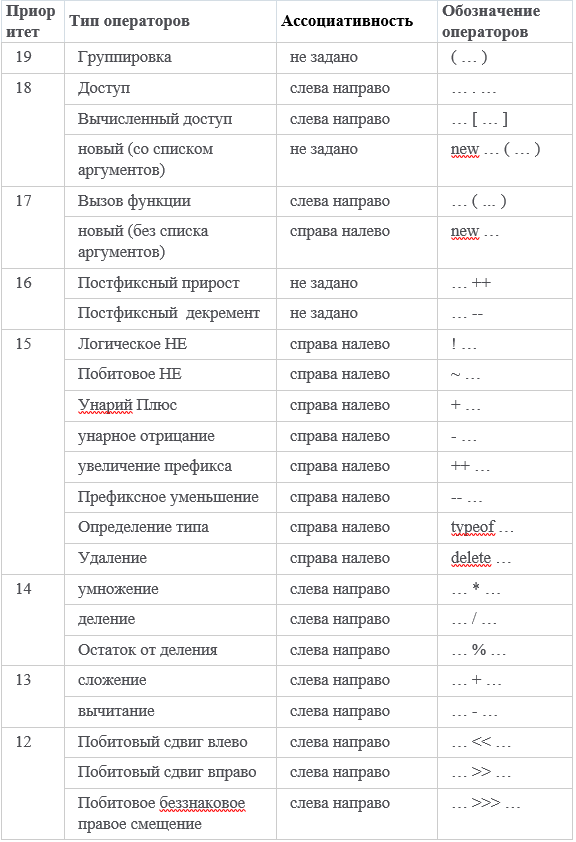 Приор Тип операторов Ассоциативность Обозначение
итет операторов
19 Группировка не задано ( … )
18 Доступ слева направо … . …
Вычисленный доступ слева направо … [ … ]
новый (со списком не задано new … ( … )
аргументов)
17 Вызов функции слева направо … ( ... )
новый (без списка справа налево new …
аргументов)
16 Постфиксный прирост не задано … ++
Постфиксный декремент не задано … --
15 Логическое НЕ справа налево ! …
Побитовое НЕ справа налево ~ …
Унарий Плюс справа налево + …
унарное отрицание справа налево - …
увеличение префикса справа налево ++ …
Префиксное уменьшение справа налево -- …
Определение типа справа налево typeof …
Удаление справа налево delete …
14 умножение слева направо … * …
деление слева направо … / …
Остаток от деления слева направо … % …
13 сложение слева направо … + …
вычитание слева направо … - …
12 Побитовый сдвиг влево слева направо … << …
Побитовый сдвиг вправо слева направо … >> …
Побитовое беззнаковое слева направо … >>> …
правое смещение